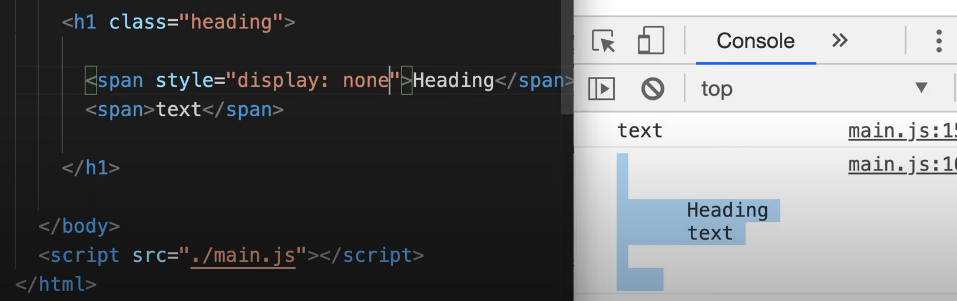 <h1 class="heading">
<span style="display: none">Heading</span>
<span>text</span>
</h1>
</body>
<script src="./main.js"></script>
</html>
Console »
top ▼
text main.js:15
main.js:16
Heading
text